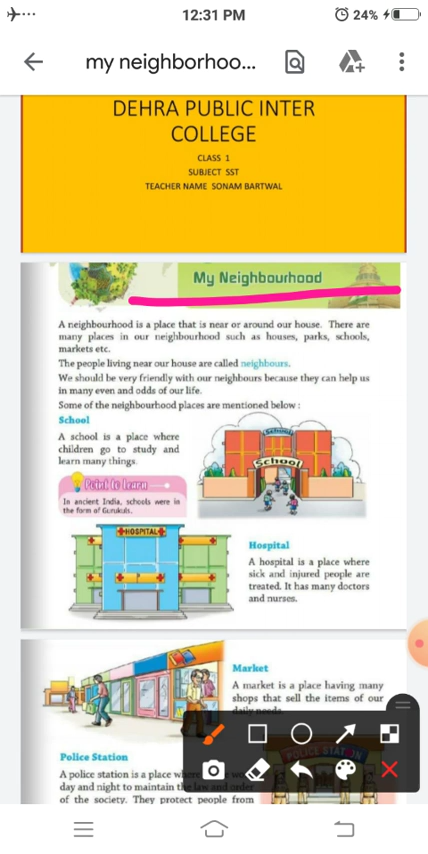 12:31 PM
24%
my neighborhoo...
DEHRA PUBLIC INTER
COLLEGE
CLASS 1
SUBJECT SST
TEACHER NAME SONAM BARTWAL
My Neighbourhood
A neighbourhood is a place that is near or around our house. There are
many places in our neighbourhood such as houses, parks, schools,
markets etc.
The people living near our house are called neighbours.
We should be very friendly with our neighbours because they can help us
in many even and odds of our life.
Some of the neighbourhood places are mentioned below :
School
A school is a place where
children go to study and
learn many things.
School
School
Point to Learn
In ancient India, schools were in
the form of Gurukuls.
HOSPITAL
Hospital
A hospital is a place where
sick and injured people are
treated. It has many doctors
and nurses.
Market
A market is a place having many
shops that sell the items of our
daily needs.
POLICE STATION
Police Station
A police station is a place
day and night to maintain the law and order
of the society. They protect people from